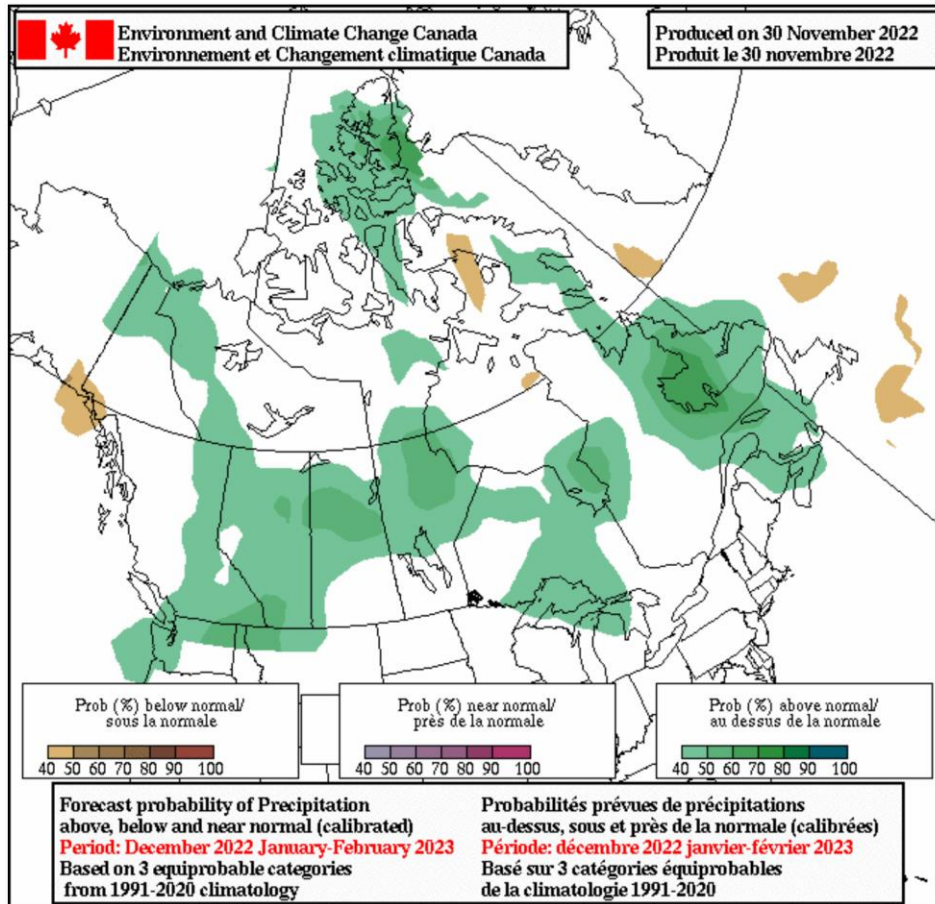 Environment and Climate Change Canada
Environnement et Changement climatique Canada
Produced on 30 November 2022
Produit le 30 novembre 2022
Prob (%) below normal/
sous la normale
40 50 60 70 80 90 100
Prob (%) near normal/
près de la normale
40 50 60 70 80 90 100
Prob (%) above normal/
au dessus de la normale
40 50 60 70 80 90 100
Forecast probability of Precipitation
above, below and near normal (calibrated)
Period: December 2022 January-February 2023
Based on 3 equiprobable categories
from 1991-2020 climatology
Probabilités prévues de précipitations
au-dessus, sous et près de la normale (calibrées)
Période: décembre 2022 janvier-février 2023
Basé sur 3 catégories équiprobables
de la climatologie 1991-2020